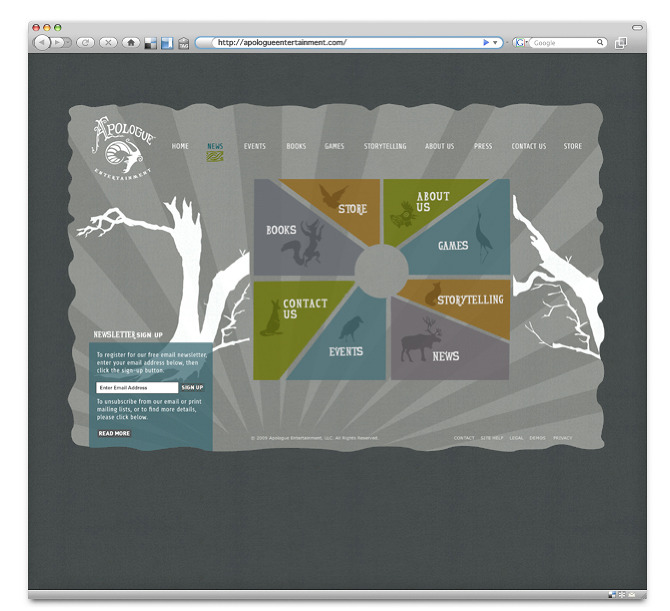 http://apologueentertainment.com/
Google
APOLOGUE
ENTERTAINMENT
HOME NEWS EVENTS BOOKS GAMES STORYTELLING ABOUT US PRESS CONTACT US STORE
STORE
ABOUT
US
BOOKS
GAMES
CONTACT
US
STORYTELLING
EVENTS
NEWS
NEWSLETTER SIGN UP
To register for our free email newsletter,
enter your email address below, then
click the sign-up button.
Enter Email Address SIGN UP
To unsubscribe from our email or print
mailing lists, or to find more details,
please click below.
READ MORE
© 2009 Apologue Entertainment, LLC. All Rights Reserved.
CONTACT SITE HELP LEGAL DEMOS PRIVACY